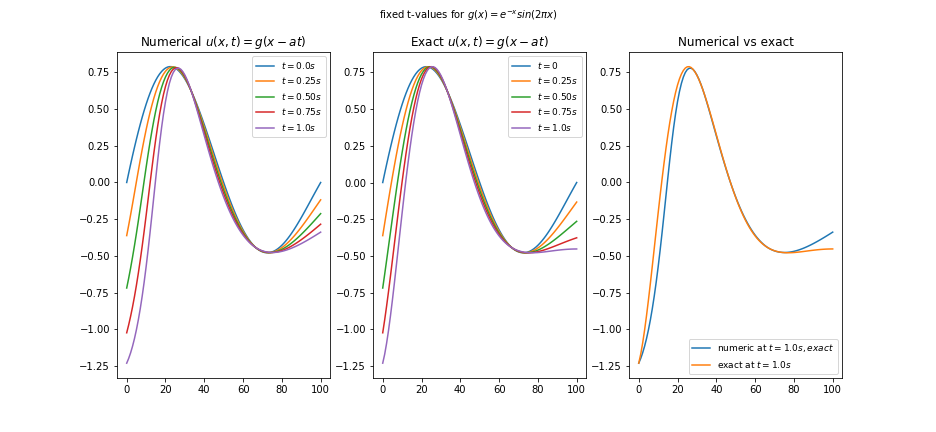 fixed t-values for g(x) = e^{-x}sin(2πx)
Numerical u(x, t) = g(x − at)
0.75
0.50
0.25
0.00
−0.25
−0.50
−0.75
−1.00
−1.25
0 20 40 60 80 100
t = 0.0s
t = 0.25s
t = 0.50s
t = 0.75s
t = 1.0s
Exact u(x, t) = g(x − at)
0.75
0.50
0.25
0.00
−0.25
−0.50
−0.75
−1.00
−1.25
0 20 40 60 80 100
t = 0
t = 0.25s
t = 0.50s
t = 0.75s
t = 1.0s
Numerical vs exact
0.75
0.50
0.25
0.00
−0.25
−0.50
−0.75
−1.00
−1.25
0 20 40 60 80 100
numeric at t = 1.0s, exact
exact at t = 1.0s